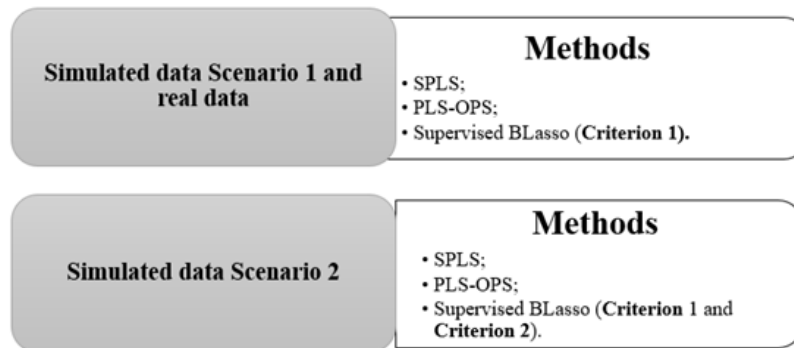 Simulated data Scenario 1 and
real data
Methods
• SPLS;
• PLS-OPS;
• Supervised BLasso (Criterion 1).
Simulated data Scenario 2
Methods
• SPLS;
• PLS-OPS;
• Supervised BLasso (Criterion 1 and
Criterion 2).